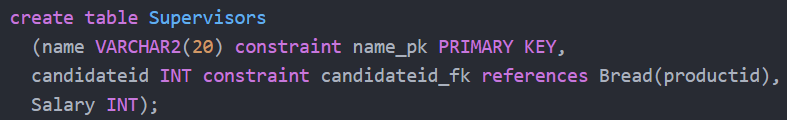 create table Supervisors
(name VARCHAR2(20) constraint name_pk PRIMARY KEY,
candidateid INT constraint candidateid_fk references Bread(productid),
Salary INT);